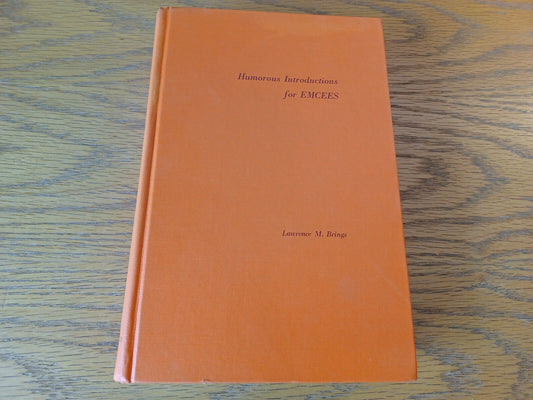 Humorous Introductions
for EMCEES
Lawrence M. Brings